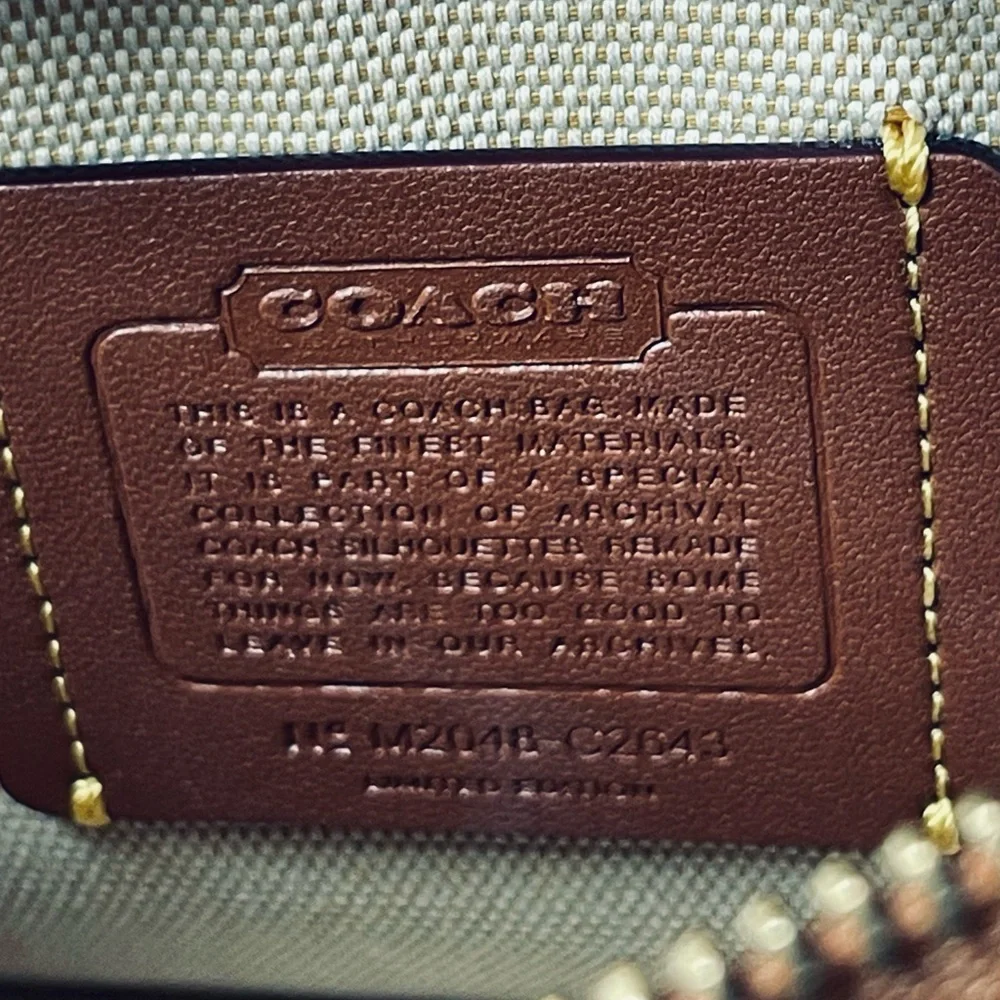 COACH
LEATHERWARE
THIS IS A COACH BAG MADE
OF THE FINEST MATERIALS.
IT IS PART OF A SPECIAL
COLLECTION OF ARCHIVAL
COACH SILHOUETTES REMADE
FOR NOW, BECAUSE SOME
THINGS ARE TOO GOOD TO
LEAVE IN OUR ARCHIVES.
M2048-C2643
LIMITED EDITION